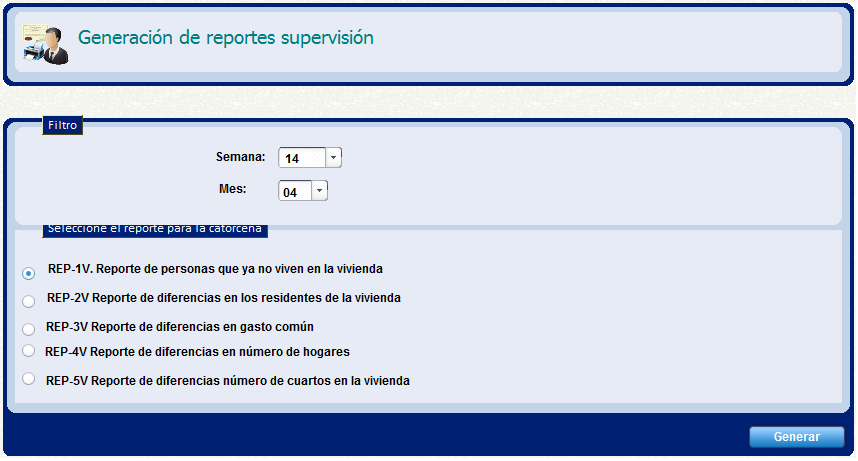 Generación de reportes supervisión
Filtro
Semana: 14
Mes: 04
Seleccione el reporte para la catorcena
REP-1V. Reporte de personas que ya no viven en la vivienda
REP-2V Reporte de diferencias en los residentes de la vivienda
REP-3V Reporte de diferencias en gasto común
REP-4V Reporte de diferencias en número de hogares
REP-5V Reporte de diferencias número de cuartos en la vivienda
Generar